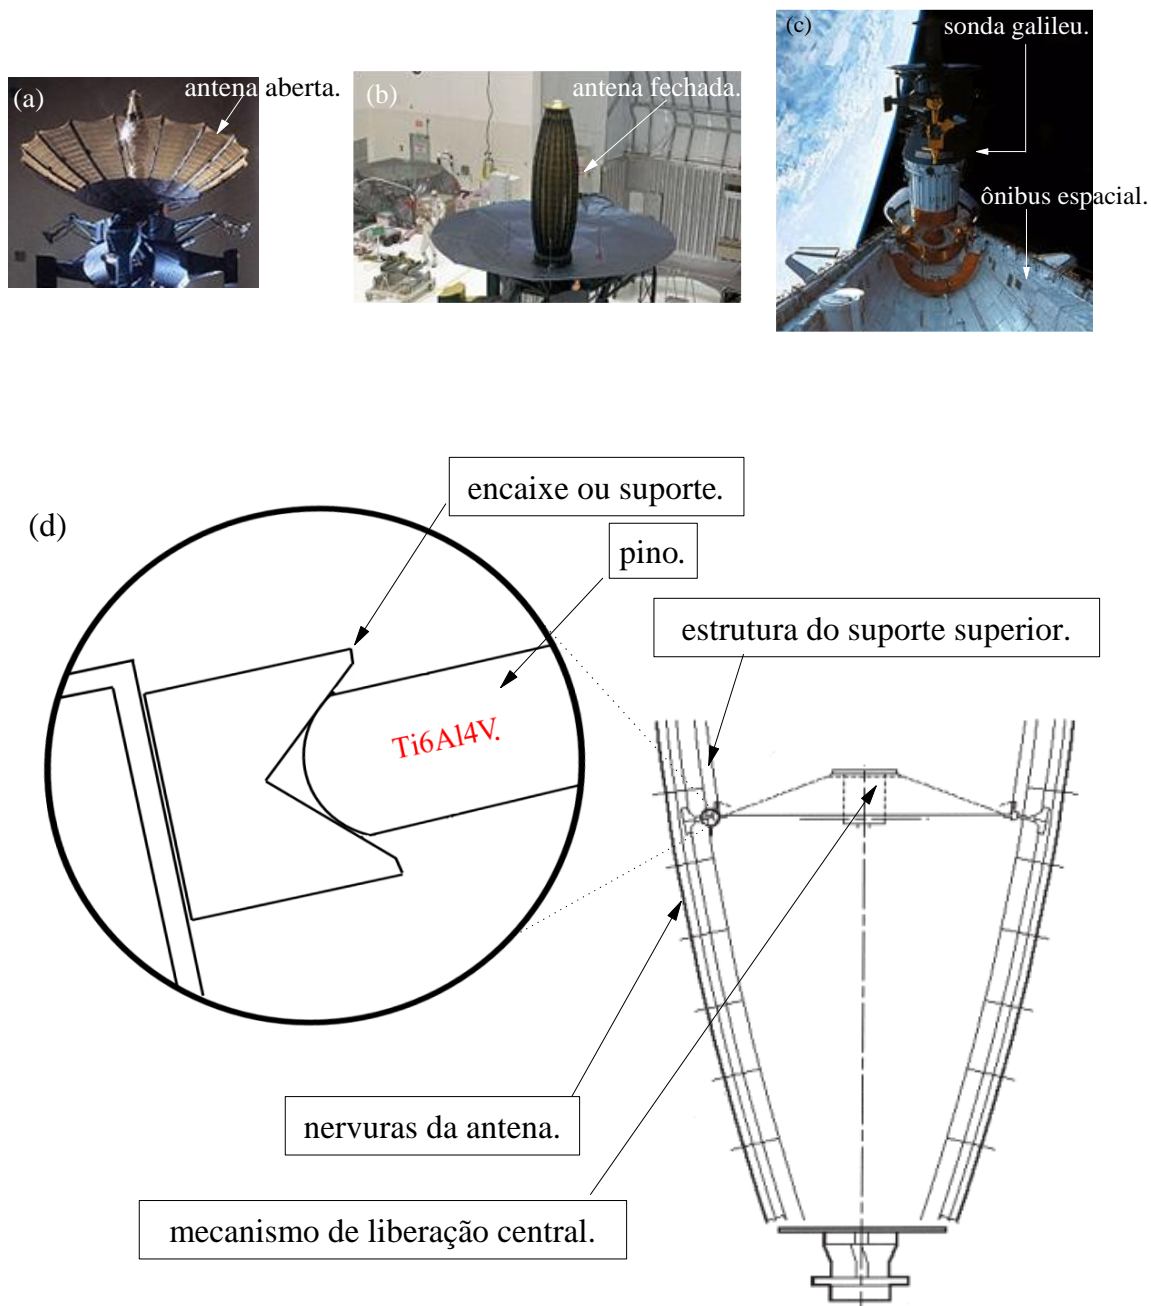 (a)
antena aberta.
(b)
antena fechada.
(c)
sonda galileu.
ônibus espacial.
(d)
encaixe ou suporte.
pino.
estrutura do suporte superior.
Ti6Al4V.
nervuras da antena.
mecanismo de liberação central.